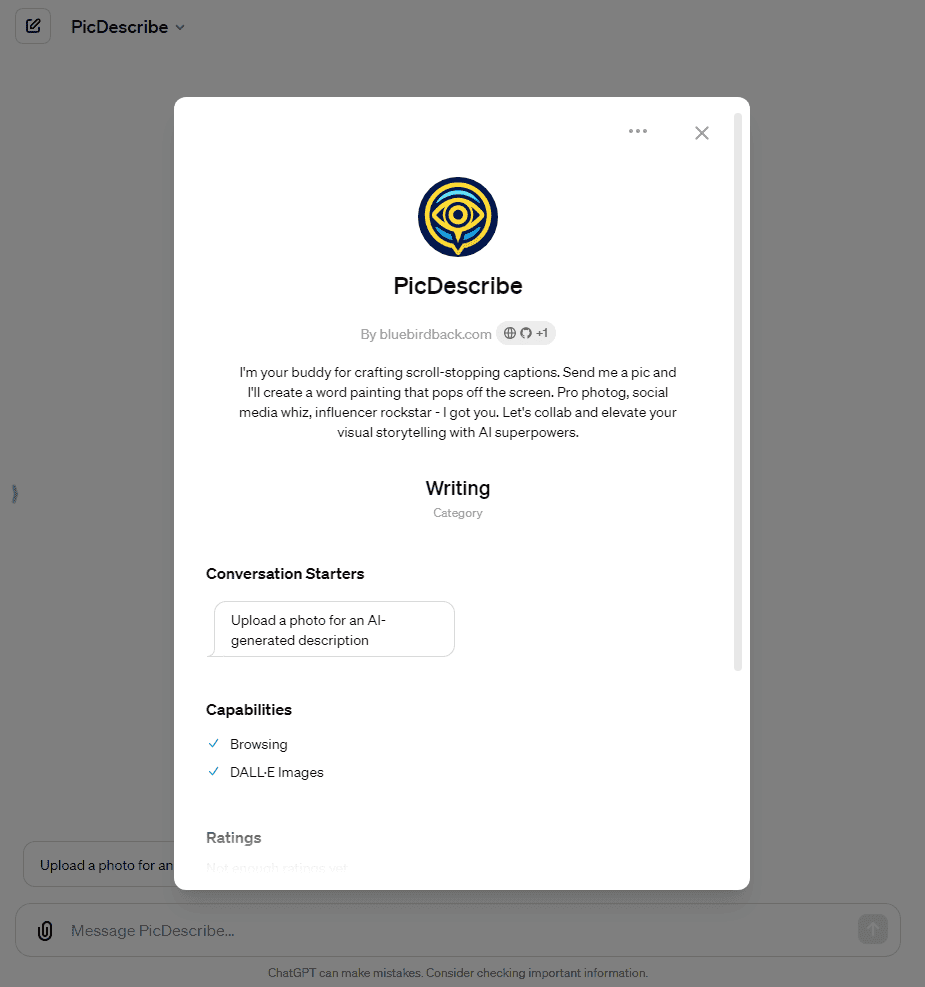 PicDescribe
PicDescribe
By bluebirdback.com +1
I'm your buddy for crafting scroll-stopping captions. Send me a pic and
I'll create a word painting that pops off the screen. Pro photog, social
media whiz, influencer rockstar - I got you. Let's collab and elevate your
visual storytelling with AI superpowers.
Writing
Category
Conversation Starters
Upload a photo for an AI-
generated description
Capabilities
Browsing
DALL·E Images
Ratings
Not enough ratings yet
Upload a photo for an
Message PicDescribe...
ChatGPT can make mistakes. Consider checking important information.